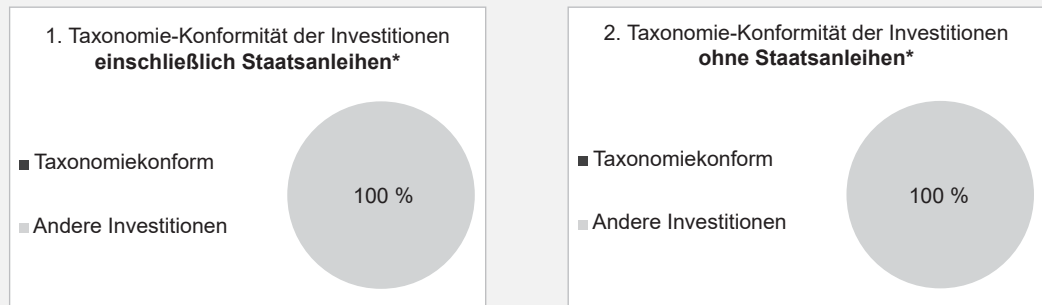 1. Taxonomie-Konformität der Investitionen
einschließlich Staatsanleihen*
Taxonomiekonform
Andere Investitionen
100 %
2. Taxonomie-Konformität der Investitionen
ohne Staatsanleihen*
Taxonomiekonform
Andere Investitionen
100 %